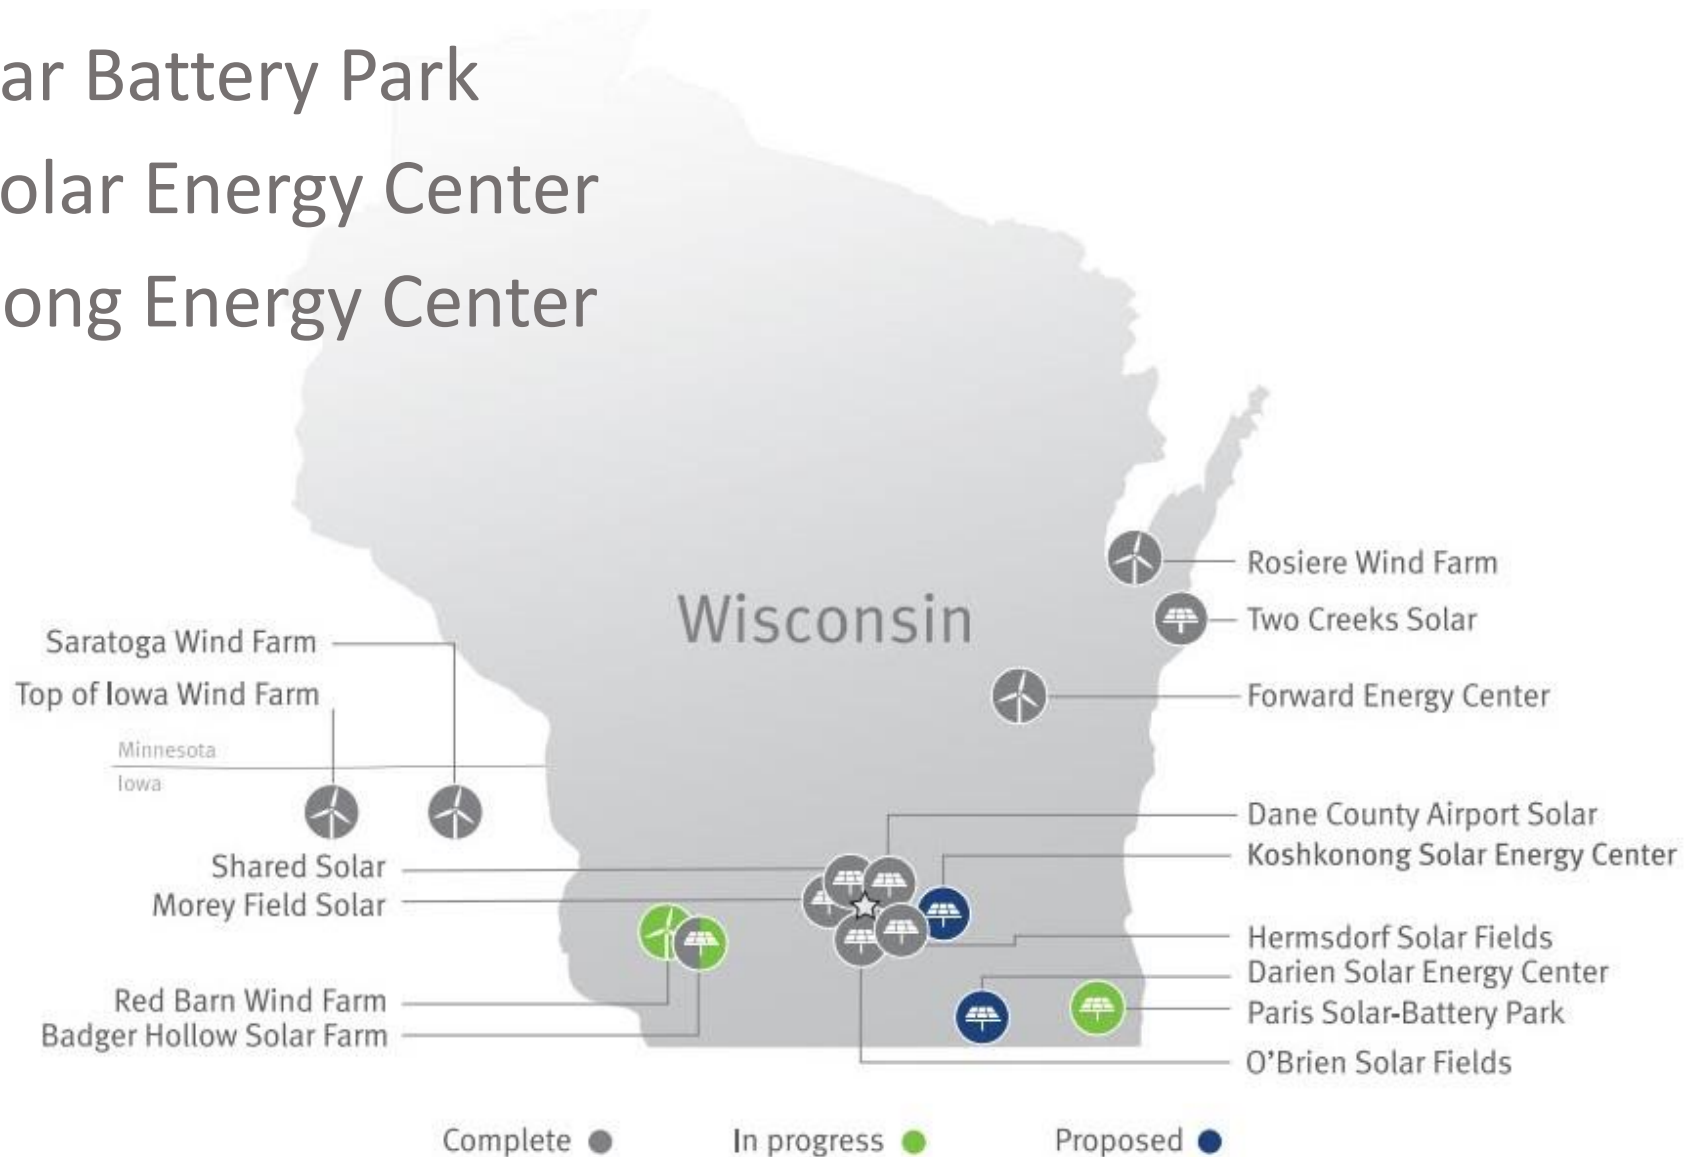 ar Battery Park
olar Energy Center
ong Energy Center
Wisconsin
Rosiere Wind Farm
Two Creeks Solar
Forward Energy Center
Saratoga Wind Farm
Top of Iowa Wind Farm
Minnesota
Iowa
Shared Solar
Morey Field Solar
Red Barn Wind Farm
Badger Hollow Solar Farm
Dane County Airport Solar
Koshkonong Solar Energy Center
Hermsdorf Solar Fields
Darien Solar Energy Center
Paris Solar-Battery Park
O'Brien Solar Fields
Complete In progress Proposed